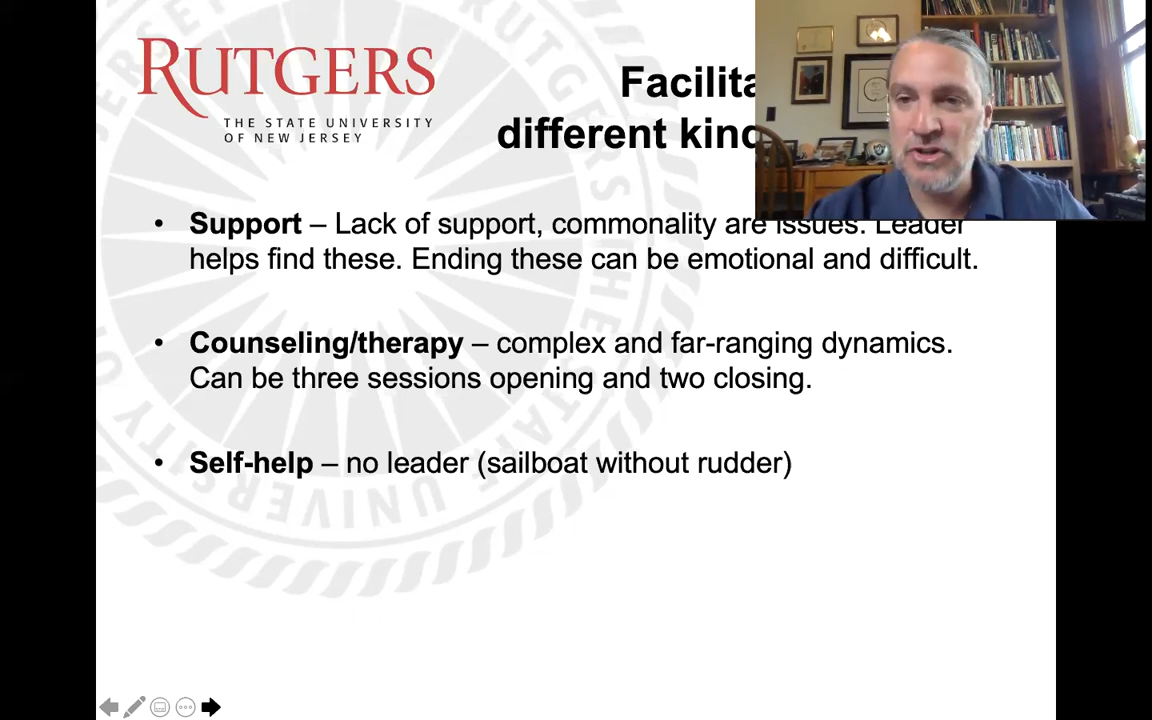 RUTGERS
THE STATE UNIVERSITY
OF NEW JERSEY
different
• Support – Lack of support, commonality are issues. Leader
helps find these. Ending these can be emotional and difficult.
• Counseling/therapy – complex and far-ranging dynamics.
Can be three sessions opening and two closing.
• Self-help – no leader (sailboat without rudder)